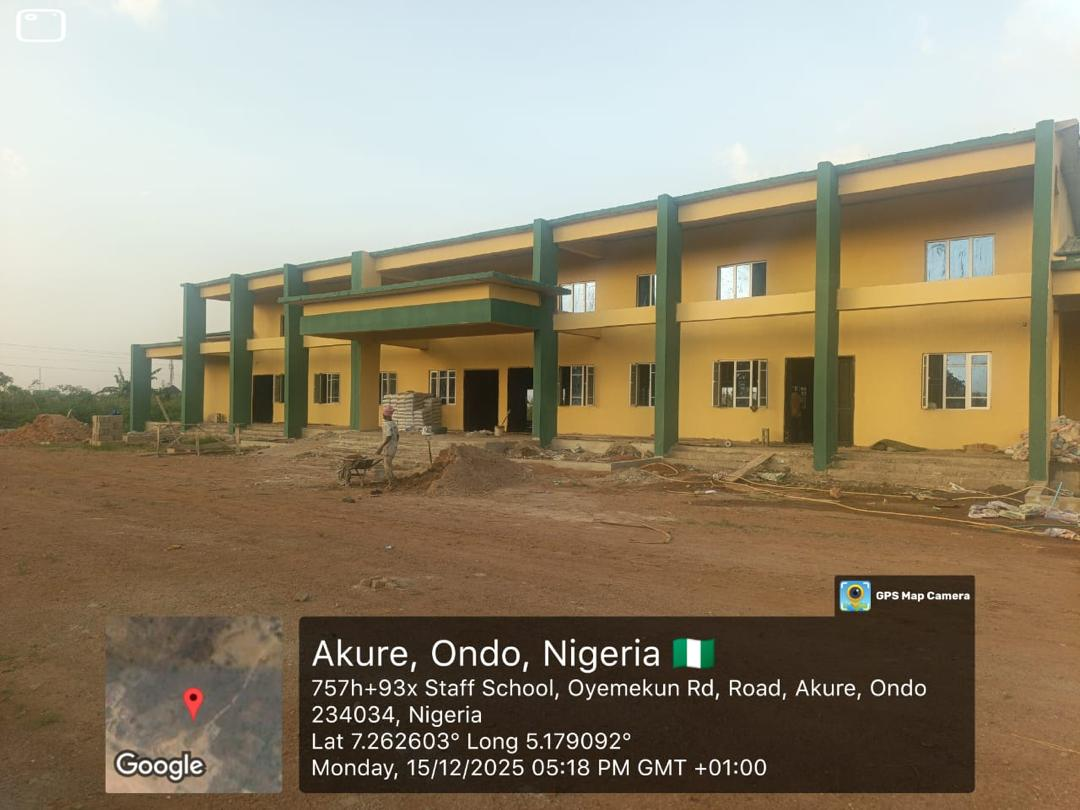 GPS Map Camera
Akure, Ondo, Nigeria 🇳🇬
757h+93x Staff School, Oyemekun Rd, Road, Akure, Ondo
234034, Nigeria
Lat 7.262603° Long 5.179092°
Monday, 15/12/2025 05:18 PM GMT +01:00
Google